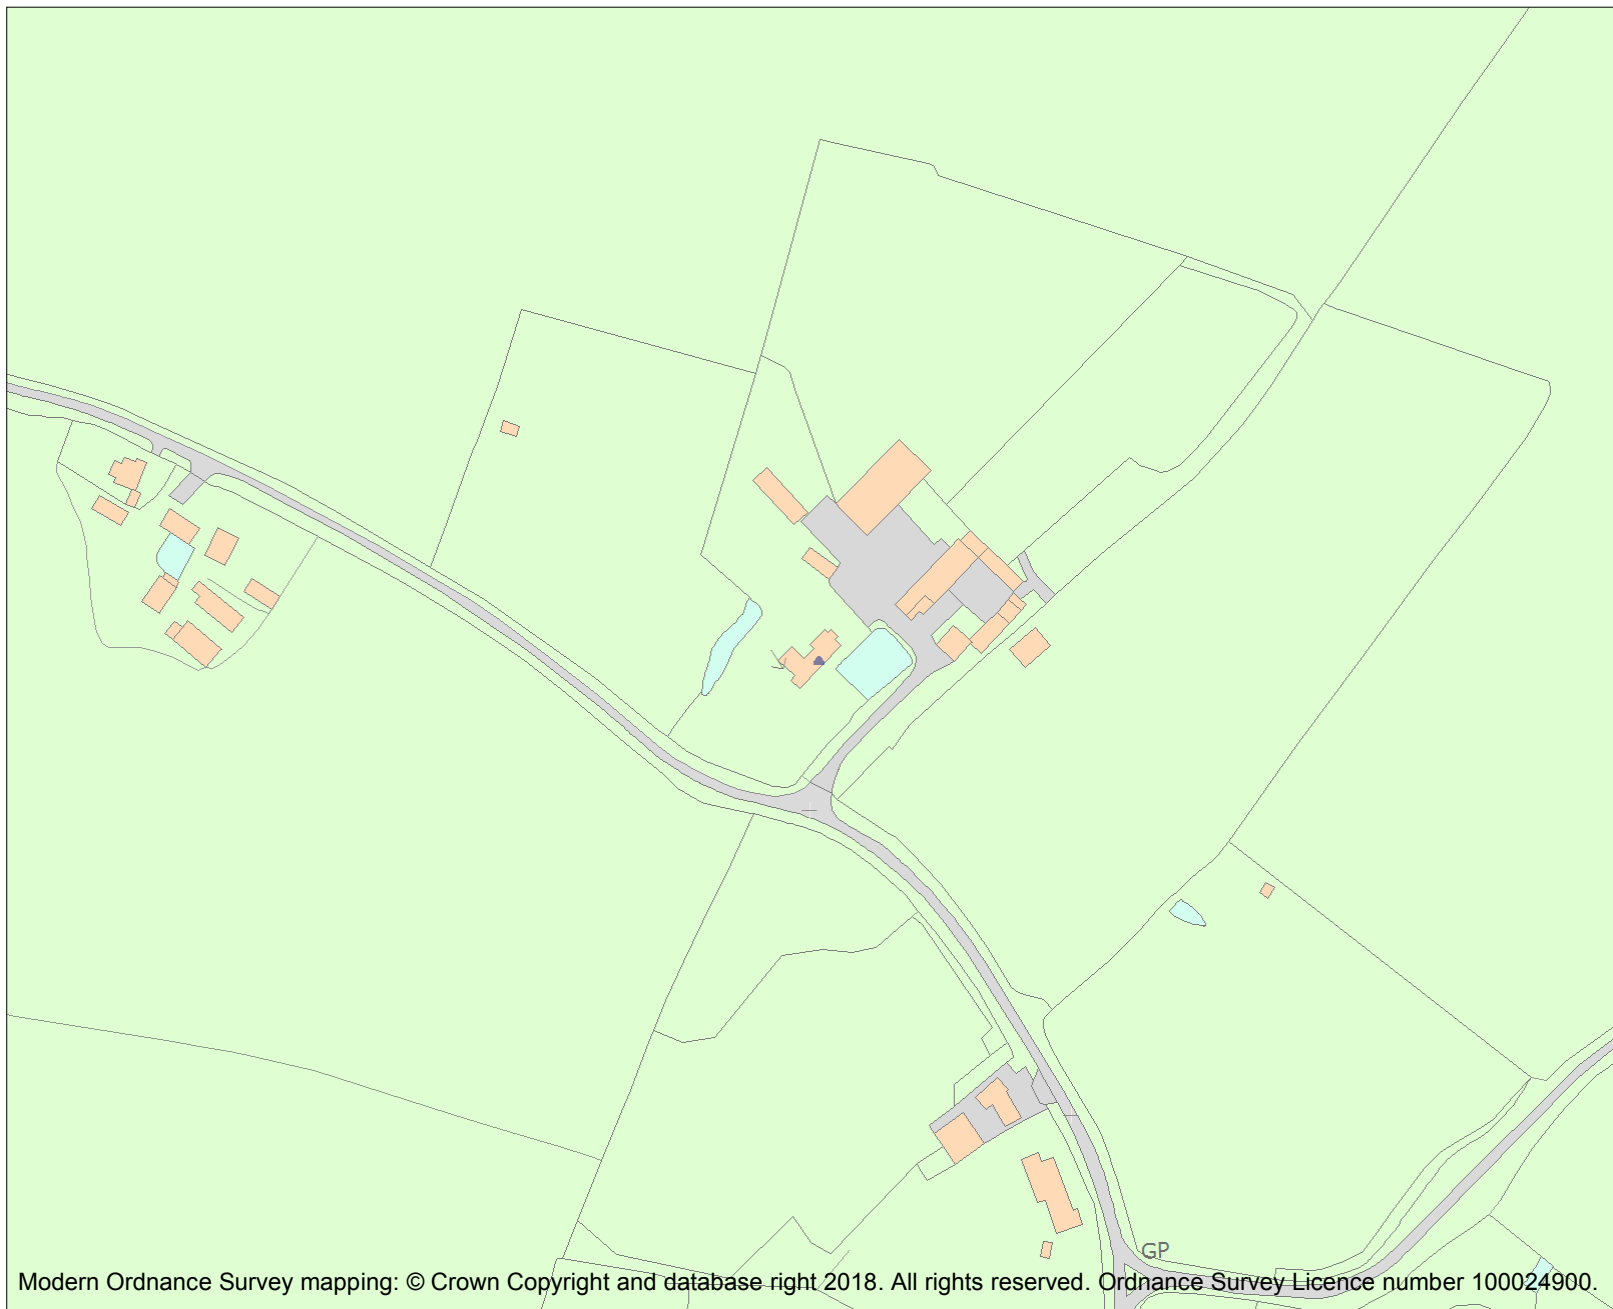 GP
Modern Ordnance Survey mapping: © Crown Copyright and database right 2018. All rights reserved. Ordnance Survey Licence number 100024900.